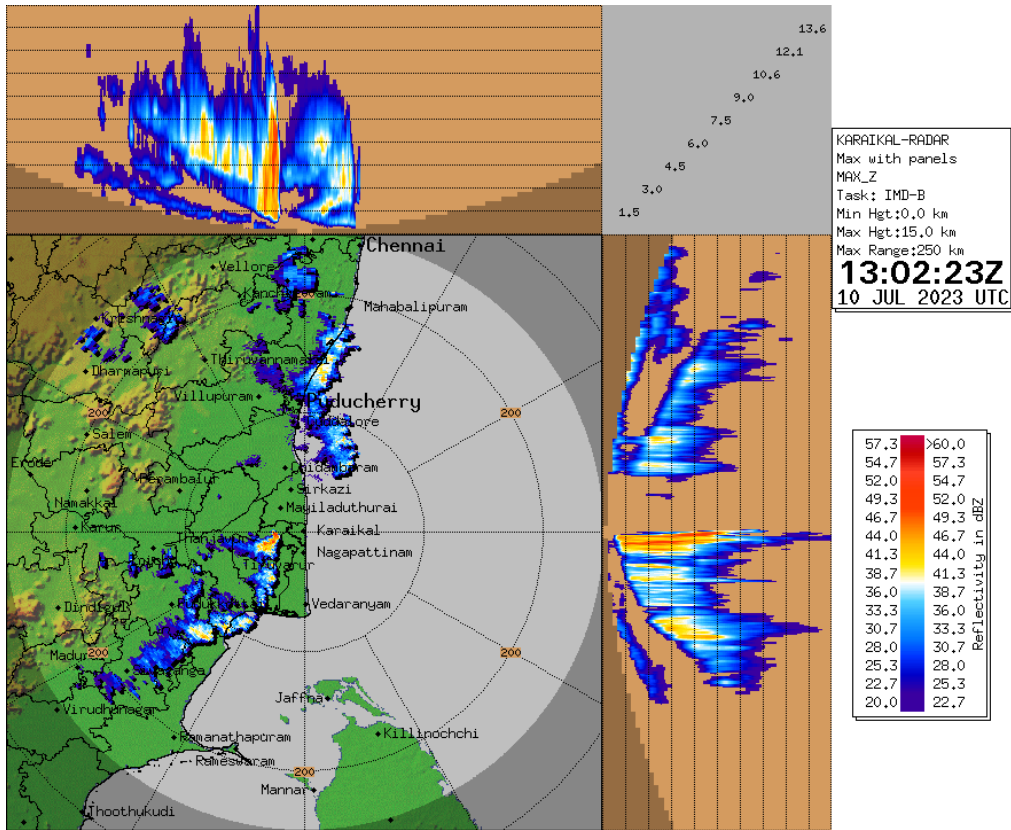 13.6
12.1
10.6
9.0
7.5
6.0
4.5
3.0
1.5
KARAIKAL-RADAR
Max with panels
MAX_Z
Task: IMD-B
Min Hgt:0.0 km
Max Hgt:15.0 km
Max Range:250 km
13:02:23Z
10 JUL 2023 UTC
Chennai
Vellore
200
Mahabalipuram
Dharmapuri
Villupuram
Puducherry
200
200
Salem
Chidambaram
Perambalur
Sirkazi
Namakkal
Mayiladuthurai
Karur
Karaikal
Nagapattinam
Tiruvarur
Dindigul
Vedaranyam
200
200
Virudhunagar
Jaffna
Ramanathapuram
Killinochchi
Rameswaram
200
Mannar
Thoothukudi
57.3 >60.0
54.7 57.3
52.0 54.7
49.3 52.0
46.7 49.3
44.0 46.7
41.3 44.0
38.7 41.3
36.0 38.7
33.3 36.0
30.7 33.3
28.0 30.7
25.3 28.0
22.7 25.3
20.0 22.7
Reflectivity in dBZ